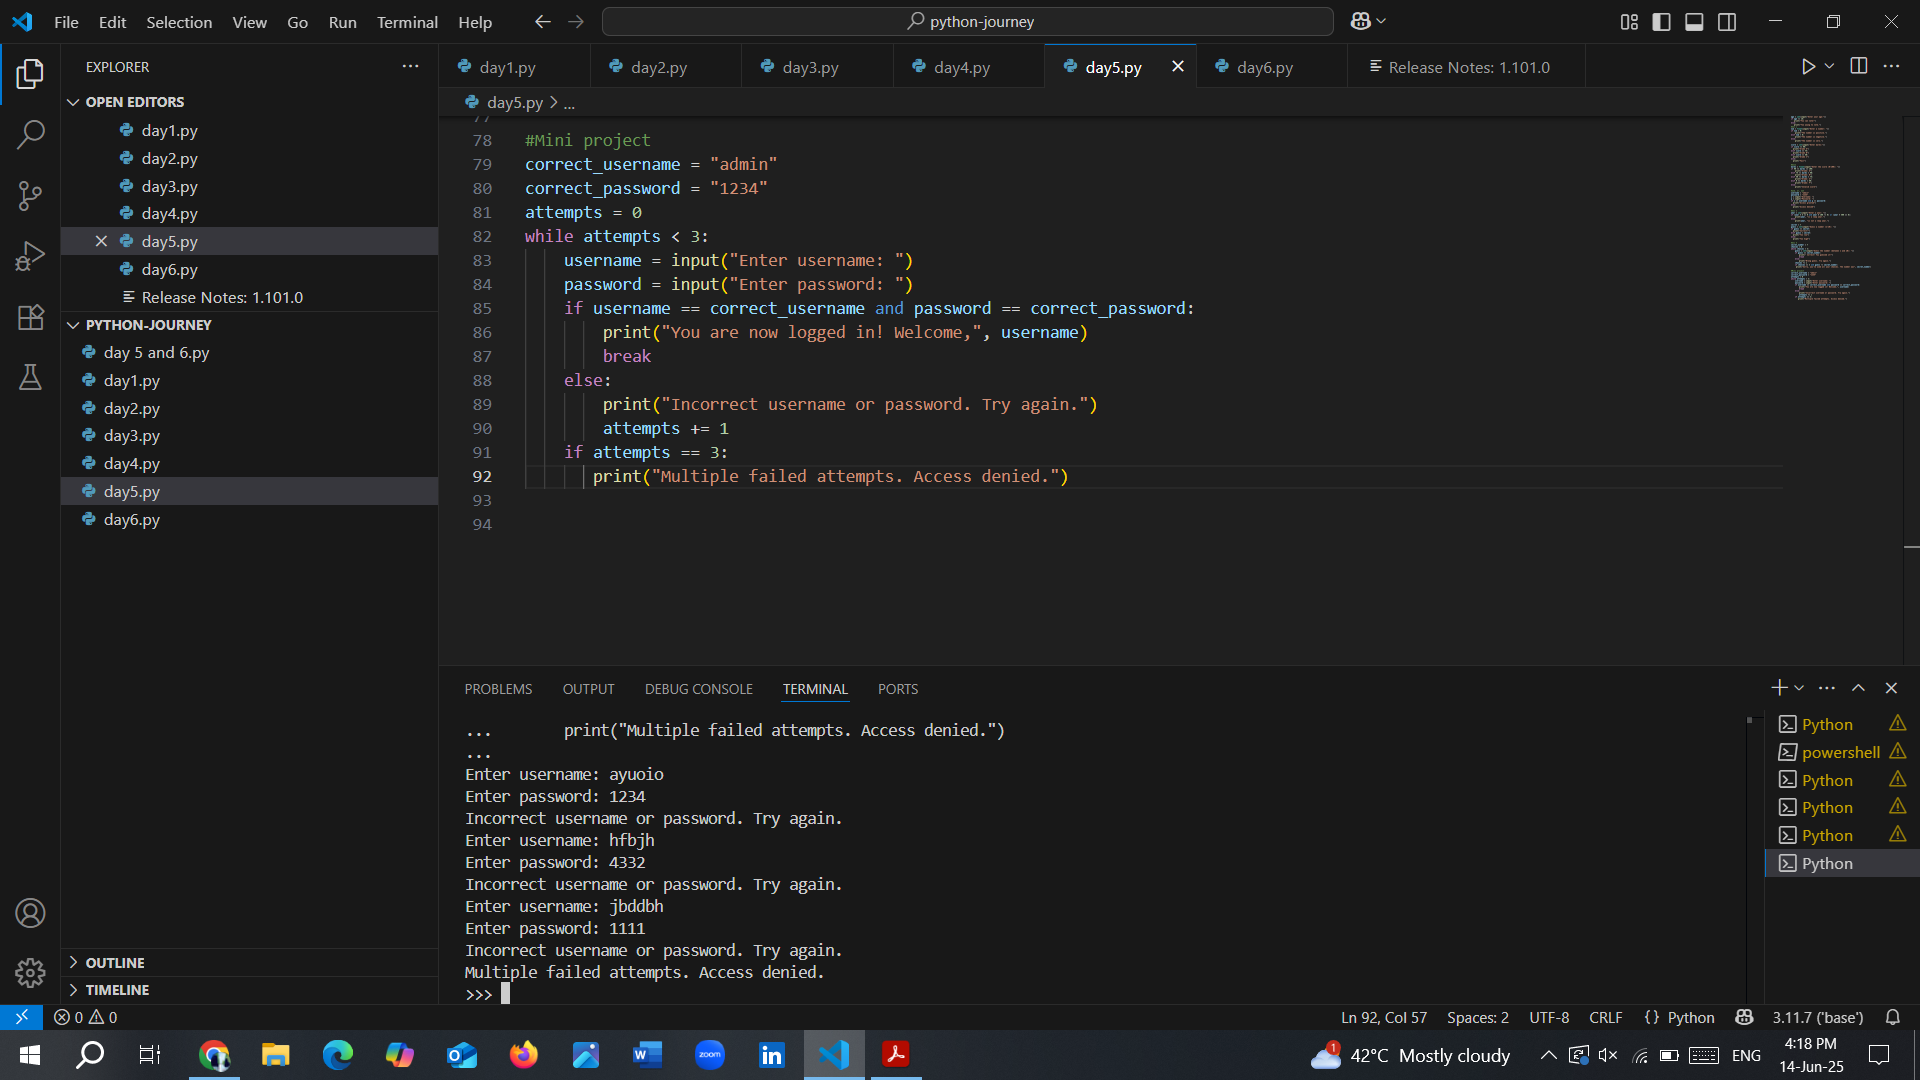 File Edit Selection View Go Run Terminal Help
python-journey
EXPLORER
OPEN EDITORS
day1.py
day2.py
day3.py
day4.py
day5.py
day6.py
Release Notes: 1.101.0
PYTHON-JOURNEY
day 5 and 6.py
day1.py
day2.py
day3.py
day4.py
day5.py
day6.py
OUTLINE
TIMELINE
day1.py day2.py day3.py day4.py day5.py day6.py Release Notes: 1.101.0
day5.py > ...
77
78 #Mini project
79 correct_username = "admin"
80 correct_password = "1234"
81 attempts = 0
82 while attempts < 3:
83     username = input("Enter username: ")
84     password = input("Enter password: ")
85     if username == correct_username and password == correct_password:
86         print("You are now logged in! Welcome,", username)
87         break
88     else:
89         print("Incorrect username or password. Try again.")
90         attempts += 1
91     if attempts == 3:
92        print("Multiple failed attempts. Access denied.")
93
94
PROBLEMS OUTPUT DEBUG CONSOLE TERMINAL PORTS
...        print("Multiple failed attempts. Access denied.")
...
Enter username: ayuoio
Enter password: 1234
Incorrect username or password. Try again.
Enter username: hfbjh
Enter password: 4332
Incorrect username or password. Try again.
Enter username: jbddbh
Enter password: 1111
Incorrect username or password. Try again.
Multiple failed attempts. Access denied.
>>>
Python
powershell
Python
Python
Python
Python
0 0
Ln 92, Col 57 Spaces: 2 UTF-8 CRLF {} Python 3.11.7 ('base')
zoom
1
42°C Mostly cloudy
ENG
4:18 PM
14-Jun-25